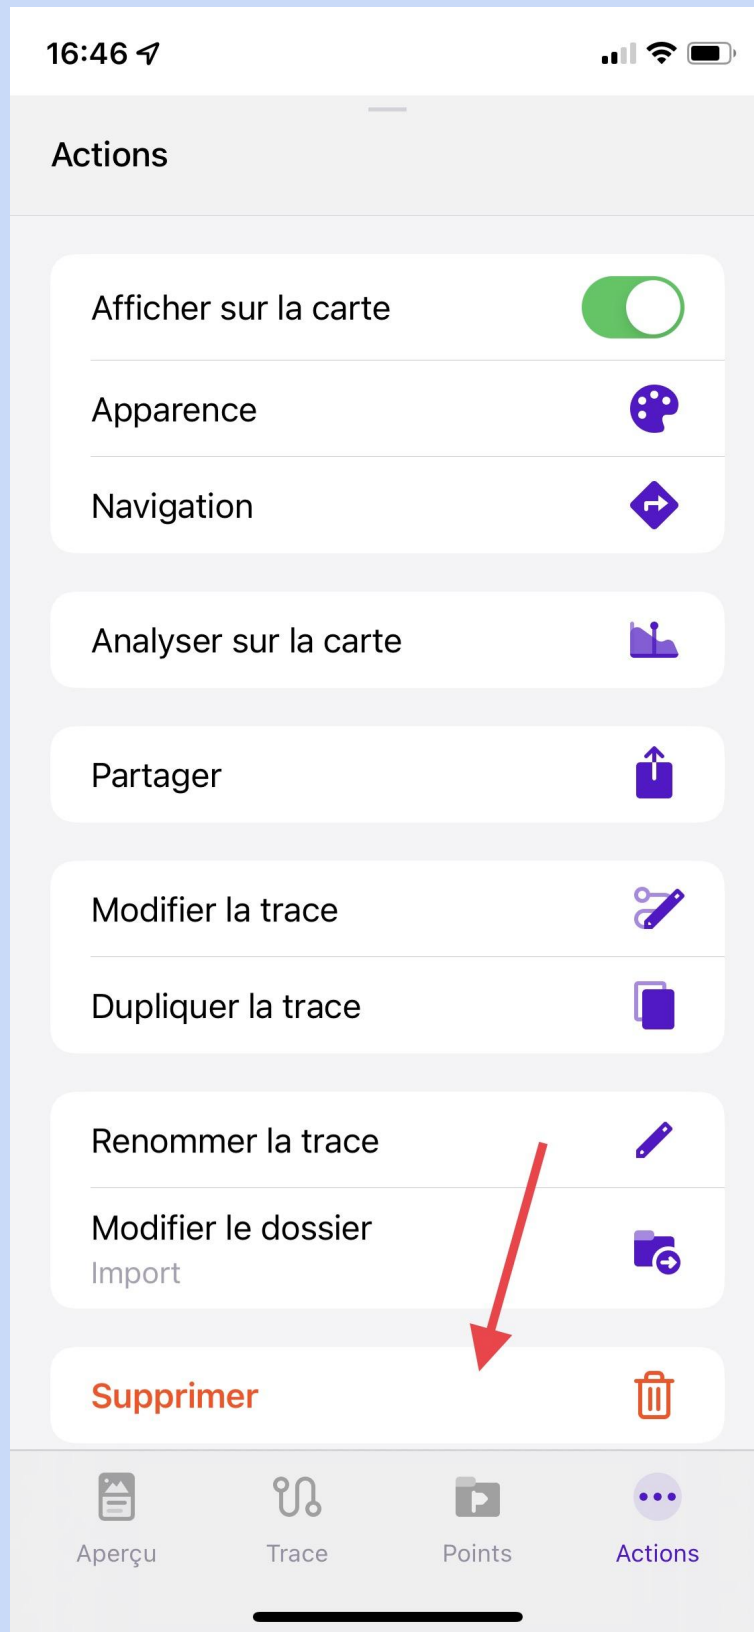 16:46
Actions
Afficher sur la carte
Apparence
Navigation
Analyser sur la carte
Partager
Modifier la trace
Dupliquer la trace
Renommer la trace
Modifier le dossier
Import
Supprimer
Aperçu
Trace
Points
Actions